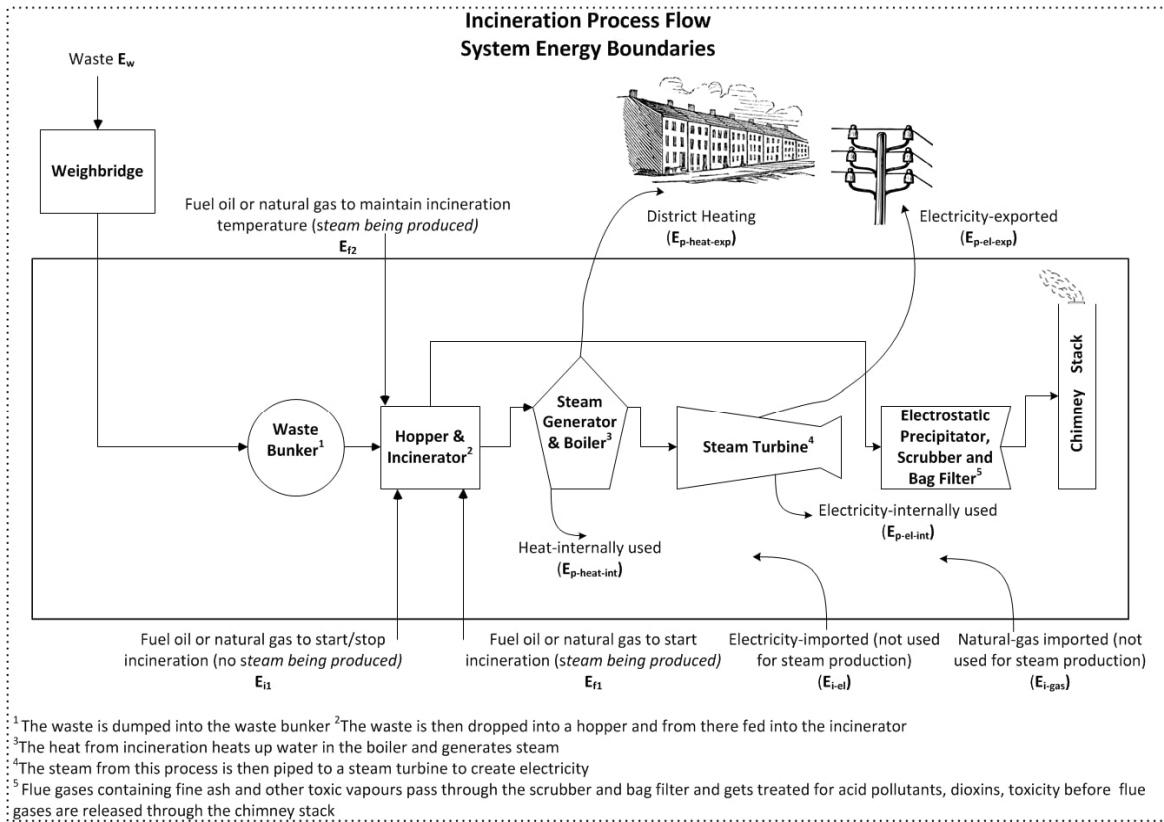 Incineration Process Flow
System Energy Boundaries
Waste Ew
Weighbridge
Fuel oil or natural gas to maintain incineration
temperature (steam being produced)
Ef2
District Heating
(Ep-heat-exp)
Electricity-exported
(Ep-el-exp)
Waste
Bunker1
Hopper &
Incinerator2
Steam
Generator
& Boiler3
Steam Turbine4
Electrostatic
Precipitator,
Scrubber and
Bag Filter5
Chimney Stack
Heat-internally used
(Ep-heat-int)
Electricity-internally used
(Ep-el-int)
Fuel oil or natural gas to start/stop
incineration (no steam being produced)
Ei1
Fuel oil or natural gas to start
incineration (steam being produced)
Ef1
Electricity-imported (not used
for steam production)
(Ei-el)
Natural-gas imported (not
used for steam production)
(Ei-gas)
1 The waste is dumped into the waste bunker 2The waste is then dropped into a hopper and from there fed into the incinerator
3The heat from incineration heats up water in the boiler and generates steam
4The steam from this process is then piped to a steam turbine to create electricity
5 Flue gases containing fine ash and other toxic vapours pass through the scrubber and bag filter and gets treated for acid pollutants, dioxins, toxicity before flue
gases are released through the chimney stack